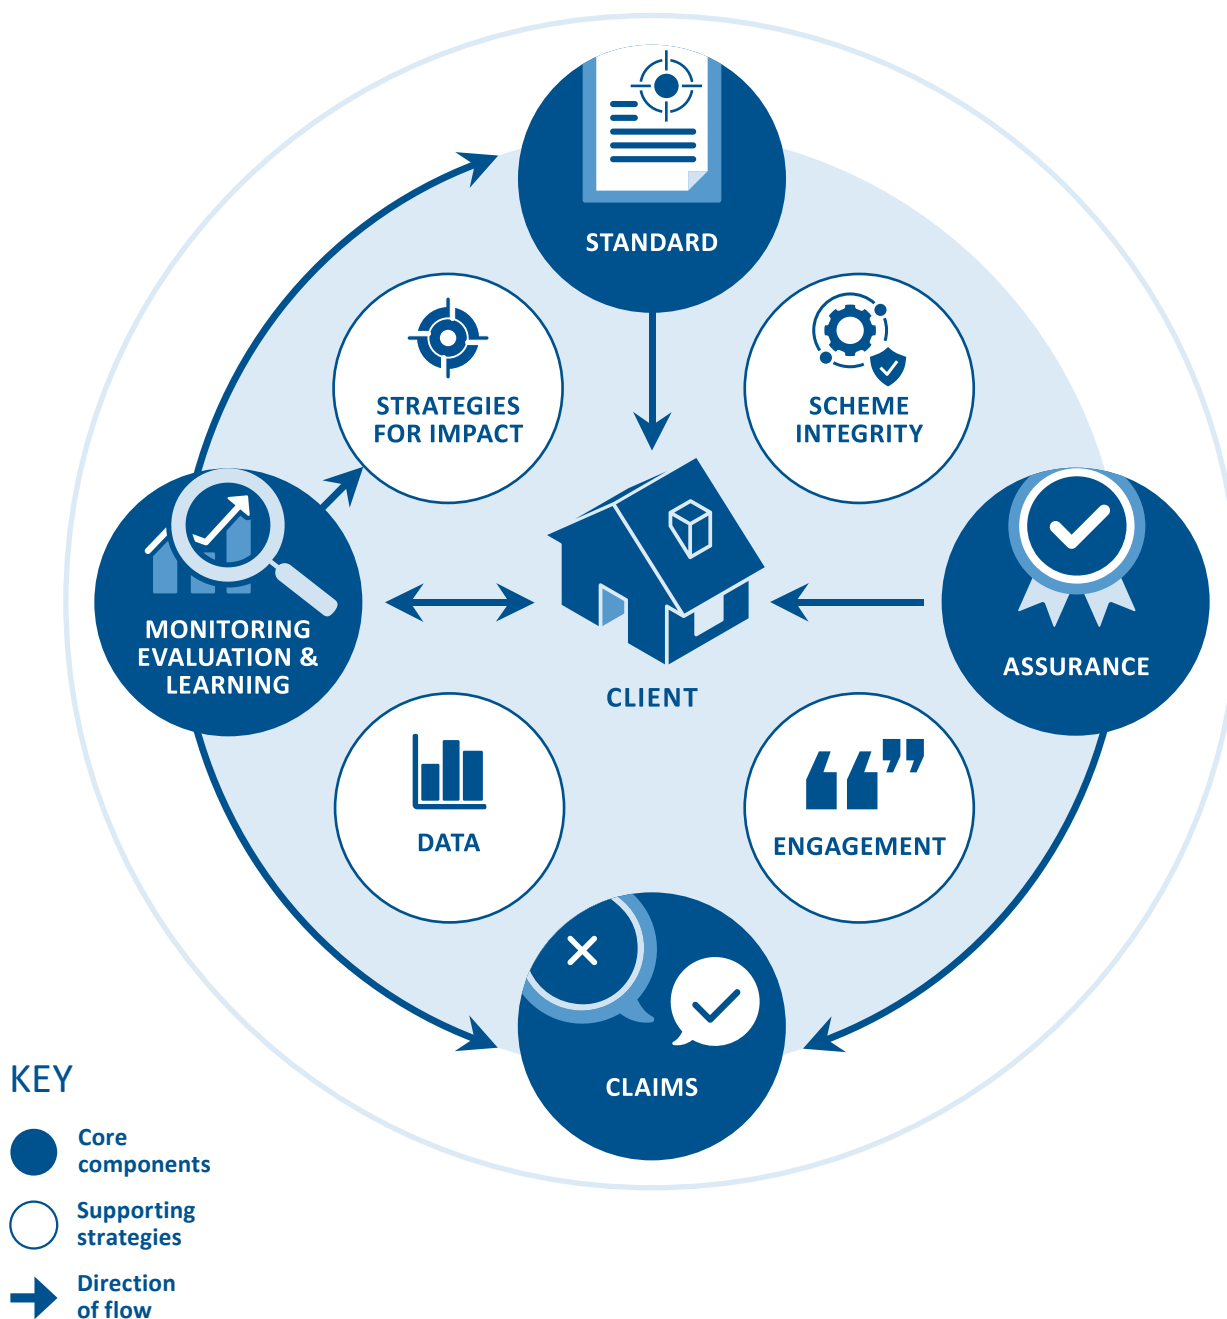 STANDARD
STRATEGIES
FOR IMPACT
SCHEME
INTEGRITY
MONITORING
EVALUATION &
LEARNING
CLIENT
ASSURANCE
DATA
ENGAGEMENT
CLAIMS
KEY
Core
components
Supporting
strategies
Direction
of flow